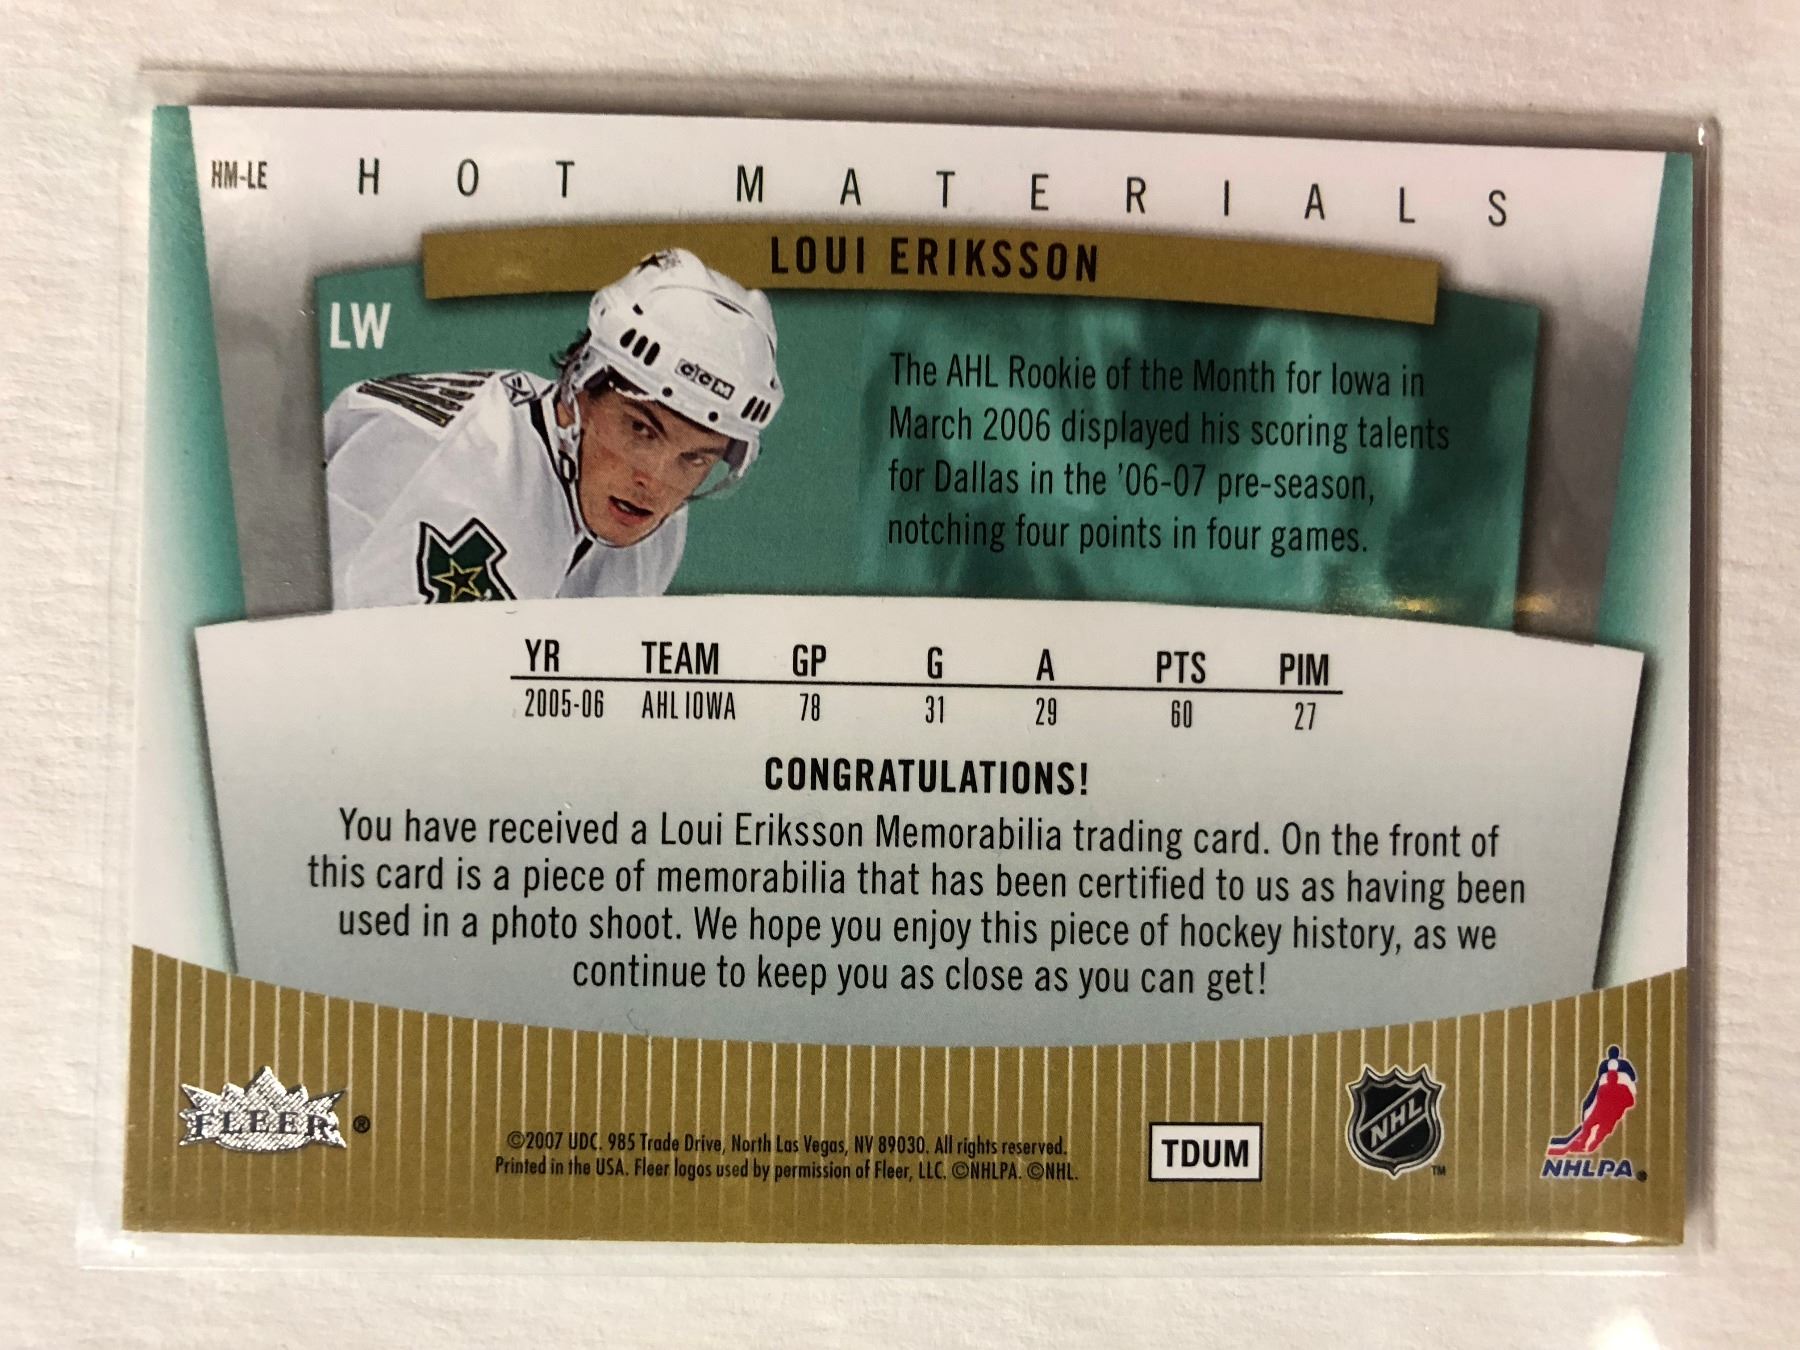 HM-LE HOT MATERIALS
LOUI ERIKSSON
LW
CCM
The AHL Rookie of the Month for Iowa in
March 2006 displayed his scoring talents
for Dallas in the '06-07 pre-season,
notching four points in four games.
YR TEAM GP G A PTS PIM
2005-06 AHL IOWA 78 31 29 60 27
CONGRATULATIONS!
You have received a Loui Eriksson Memorabilia trading card. On the front of
this card is a piece of memorabilia that has been certified to us as having been
used in a photo shoot. We hope you enjoy this piece of hockey history, as we
continue to keep you as close as you can get!
FLEER®
©2007 UDC. 985 Trade Drive, North Las Vegas, NV 89030. All rights reserved.
Printed in the USA. Fleer logos used by permission of Fleer, LLC. ©NHLPA. ©NHL.
TDUM
NHL TM
NHLPA®